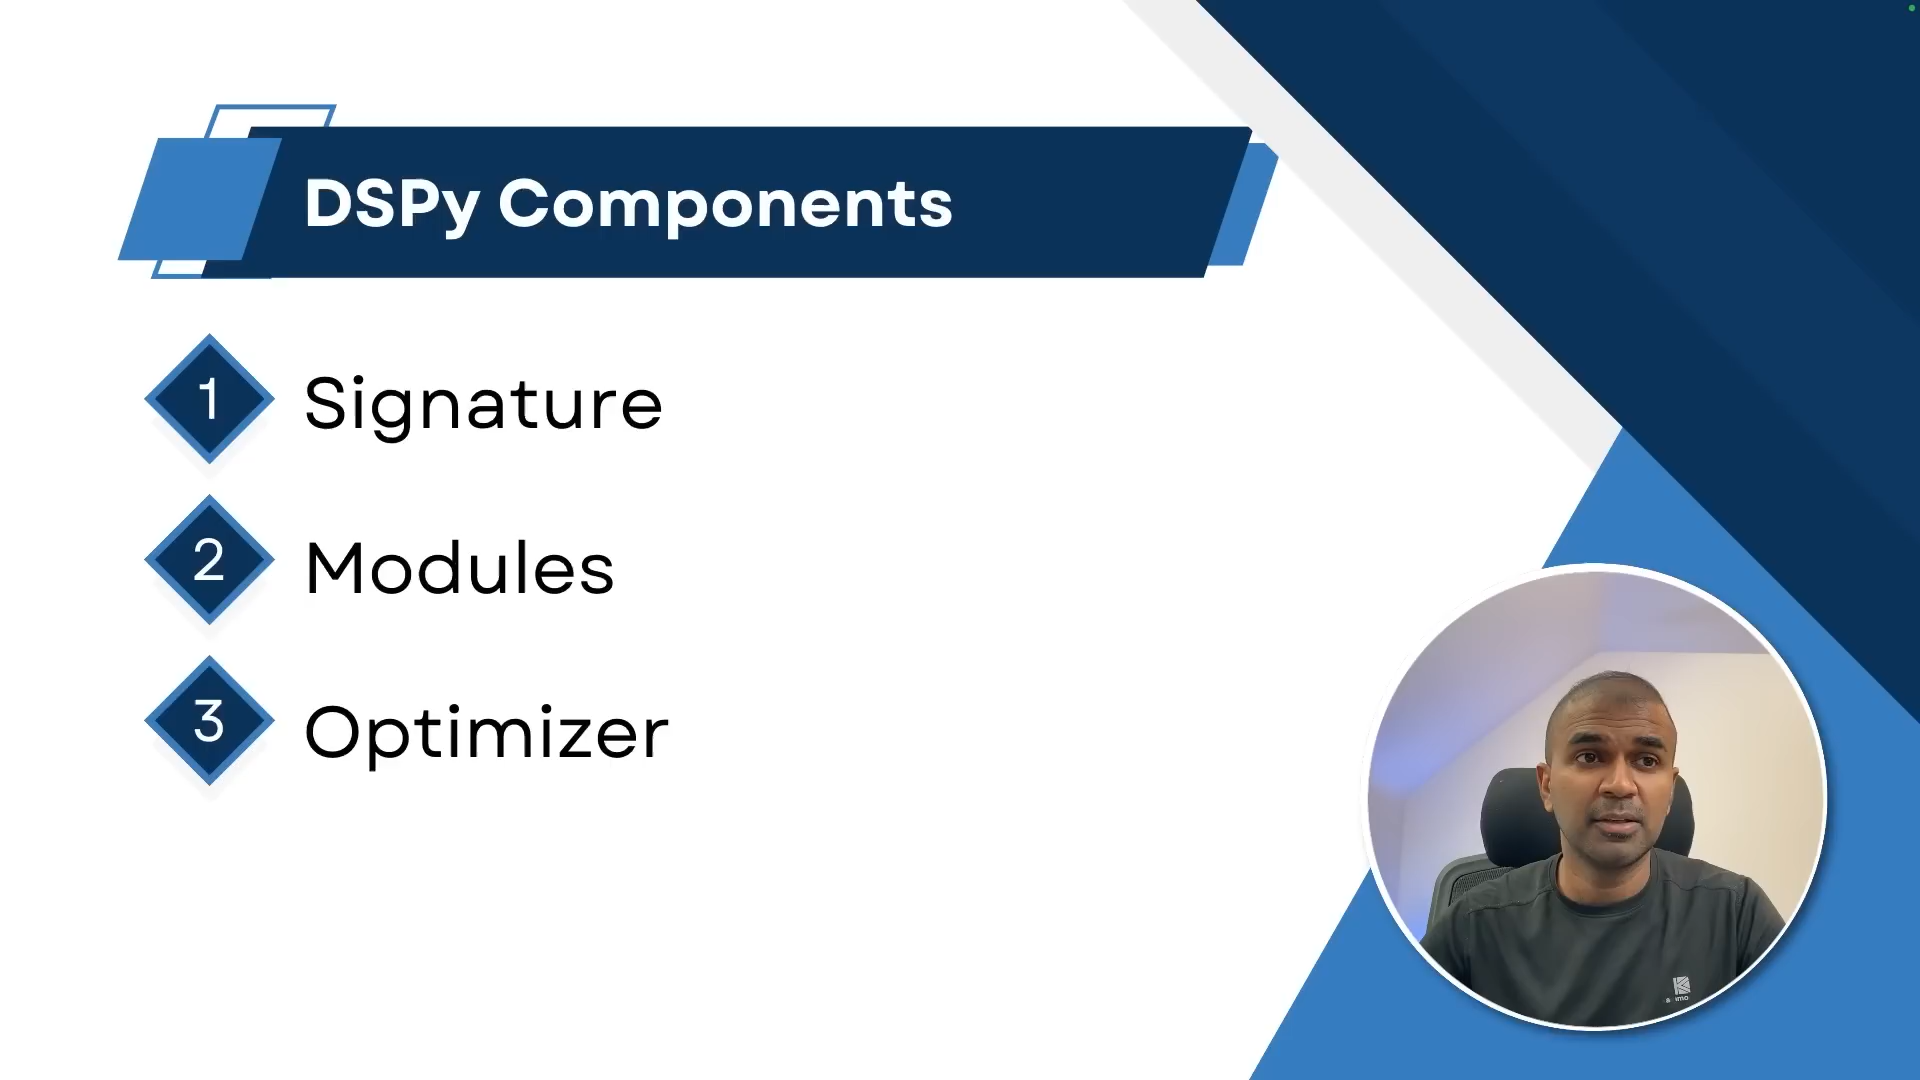 DSPy Components
1
Signature
2
Modules
3
Optimizer